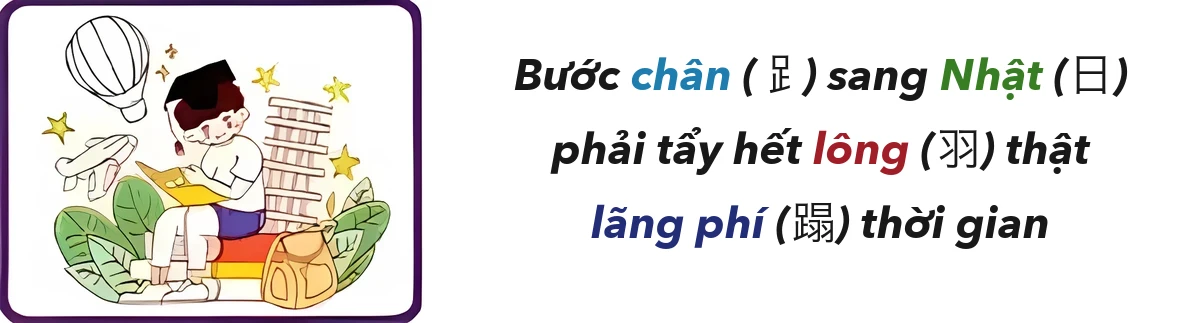 Bước chân (⻊) sang Nhật (日)
phải tẩy hết lông (羽) thật
lãng phí (蹋) thời gian